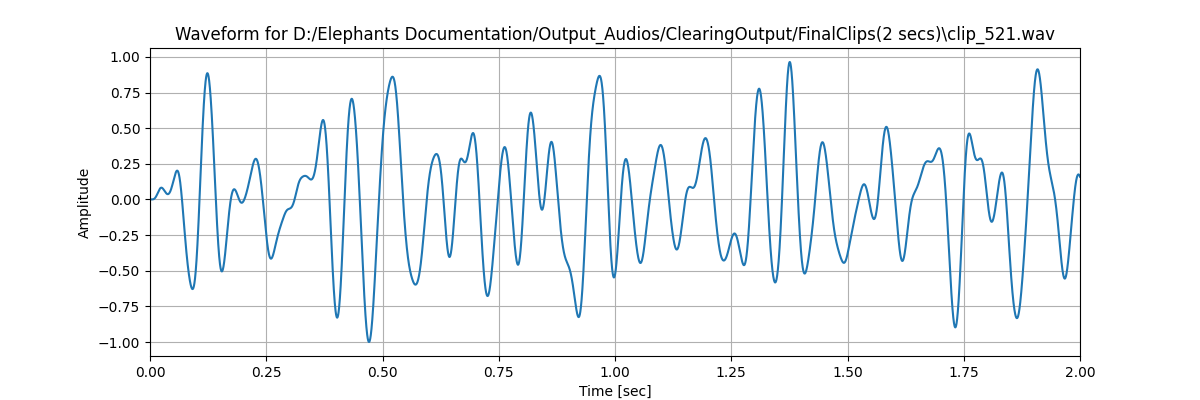 Waveform for D:/Elephants Documentation/Output_Audios/ClearingOutput/FinalClips(2 secs)\clip_521.wav
1.00
0.75
0.50
0.25
0.00
−0.25
−0.50
−0.75
−1.00
Amplitude
0.00 0.25 0.50 0.75 1.00 1.25 1.50 1.75 2.00
Time [sec]